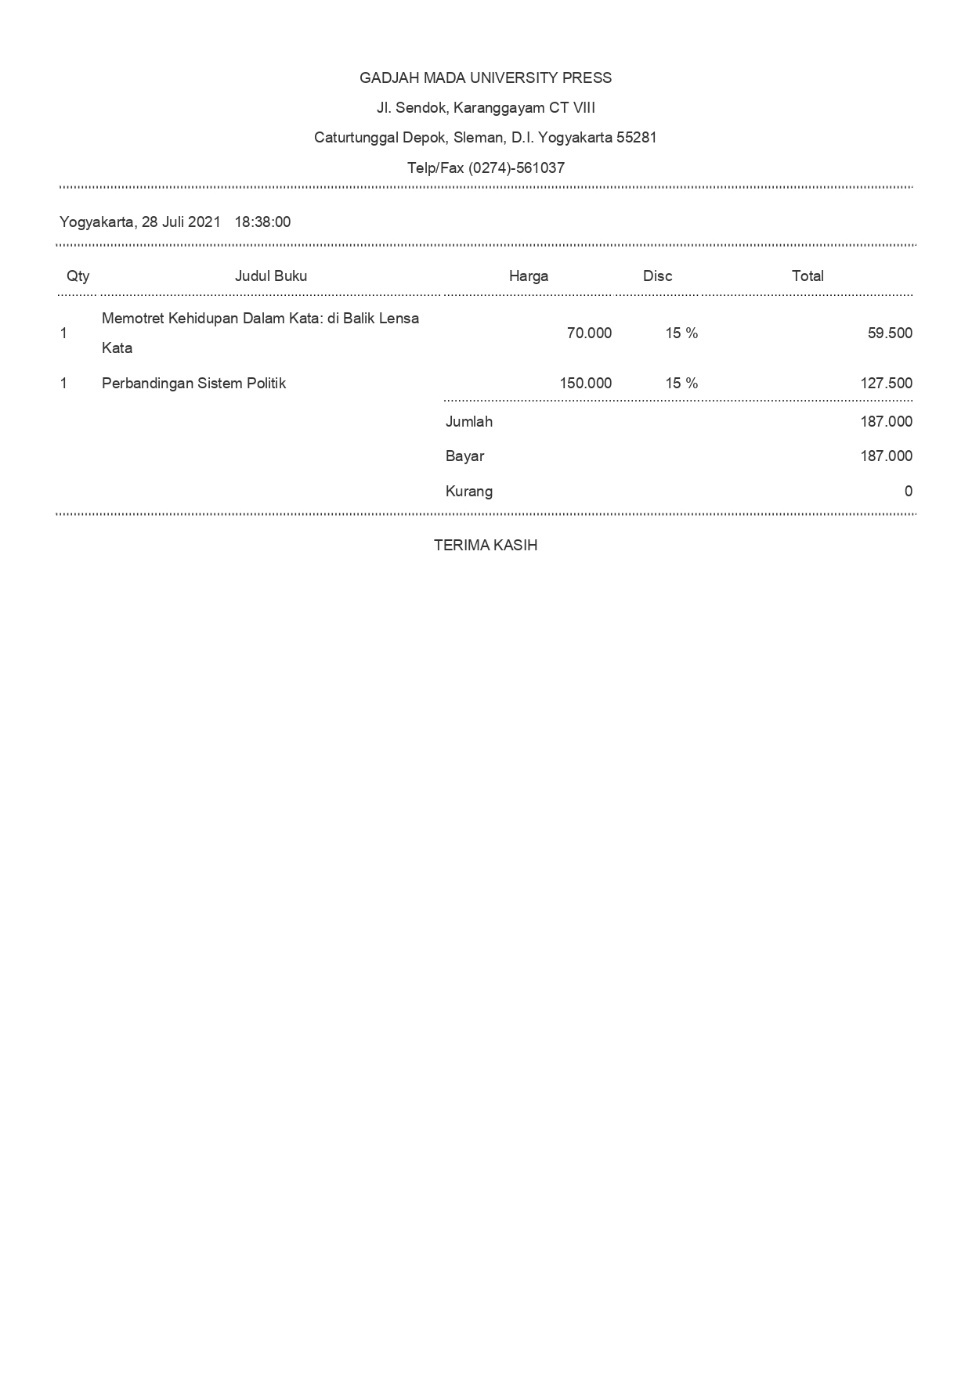 GADJAH MADA UNIVERSITY PRESS
Jl. Sendok, Karanggayam CT VIII
Caturtunggal Depok, Sleman, D.I. Yogyakarta 55281
Telp/Fax (0274)-561037
Yogyakarta, 28 Juli 2021 18:38:00
Qty Judul Buku Harga Disc Total
1 Memotret Kehidupan Dalam Kata: di Balik Lensa 70.000 15 % 59.500
Kata
1 Perbandingan Sistem Politik 150.000 15 % 127.500
Jumlah 187.000
Bayar 187.000
Kurang 0
TERIMA KASIH